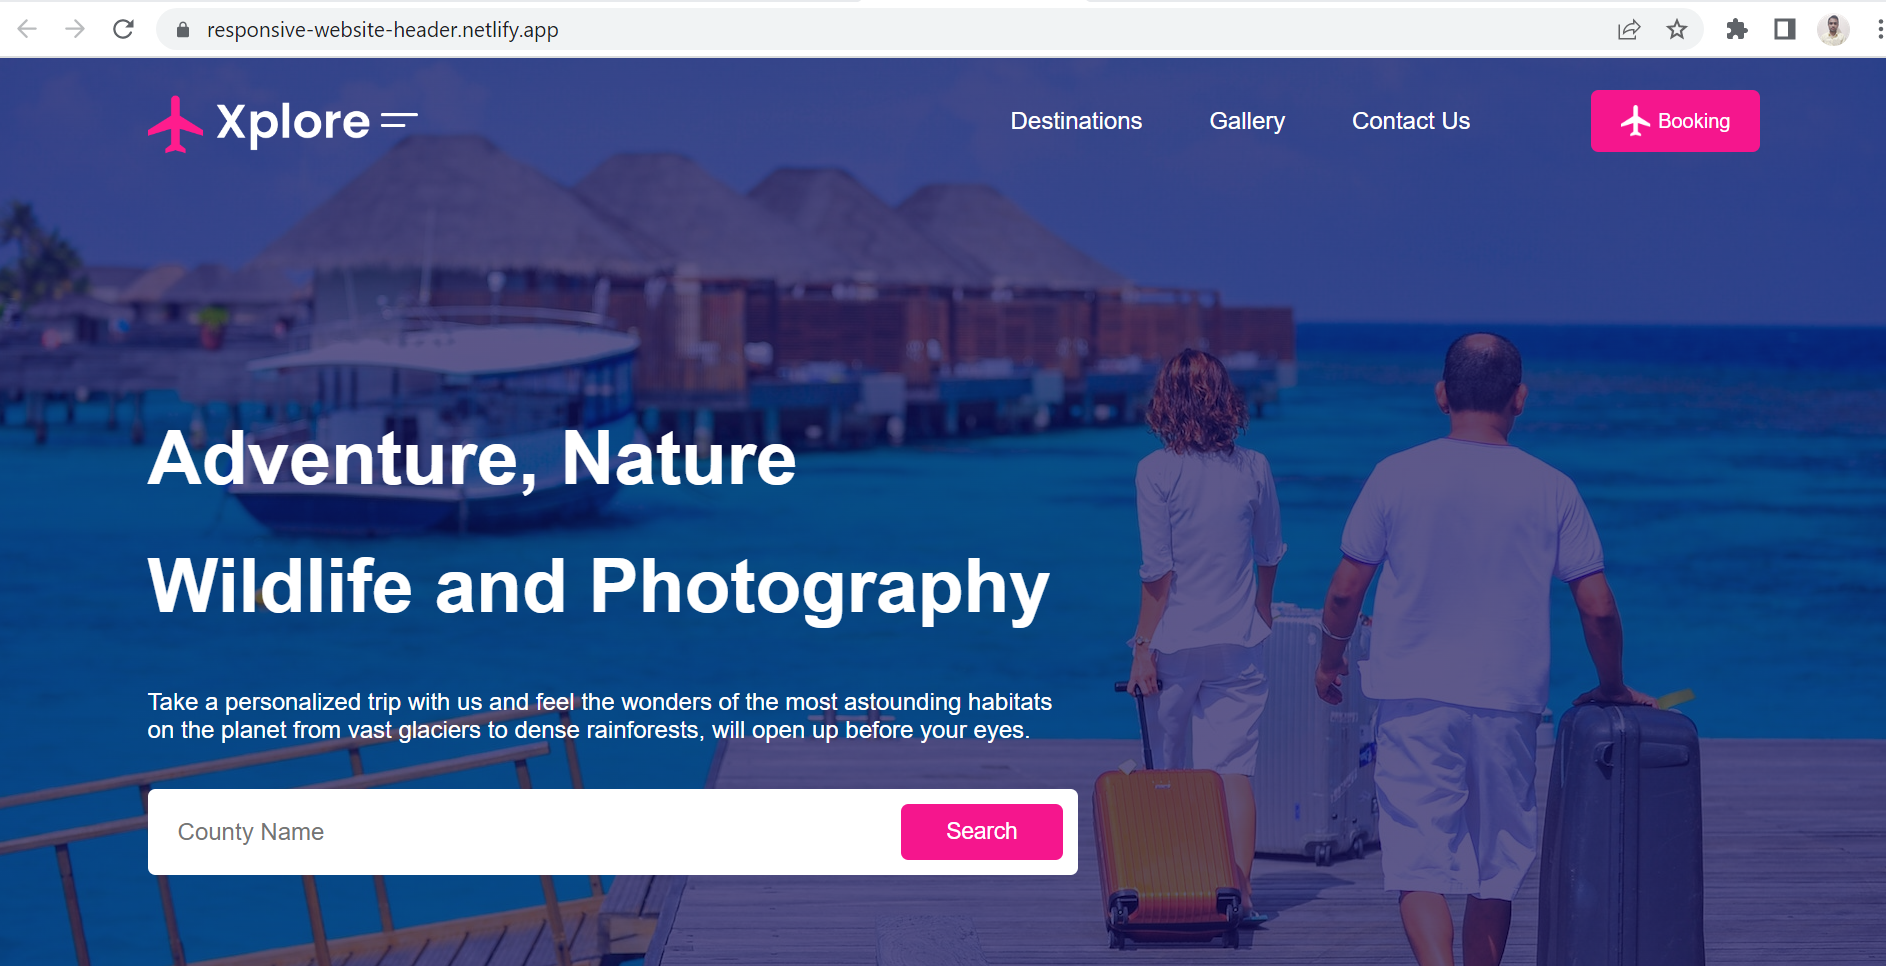 responsive-website-header.netlify.app
Xplore
Destinations
Gallery
Contact Us
Booking
Adventure, Nature
Wildlife and Photography
Take a personalized trip with us and feel the wonders of the most astounding habitats
on the planet from vast glaciers to dense rainforests, will open up before your eyes.
County Name
Search